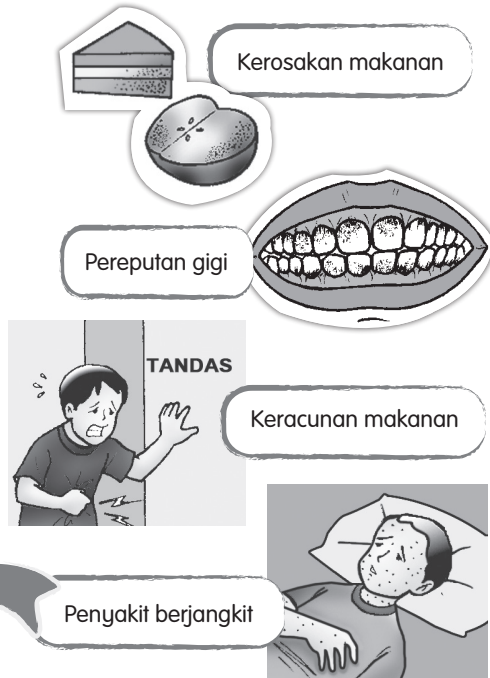 Kerosakan makanan
Pereputan gigi
TANDAS
Keracunan makanan
Penyakit berjangkit